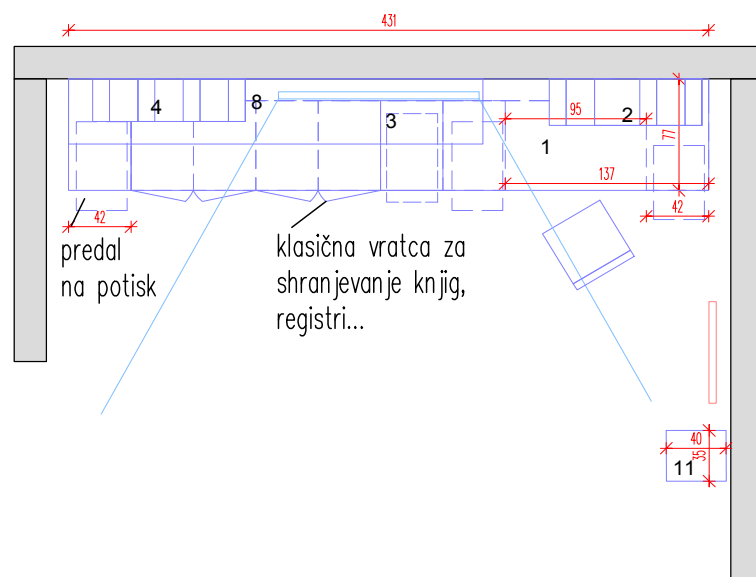 431
4
8
3
2
95
1
77
137
42
42
predal
na potisk
klasična vratca za
shranjevanje knjig,
registri...
40
35
11